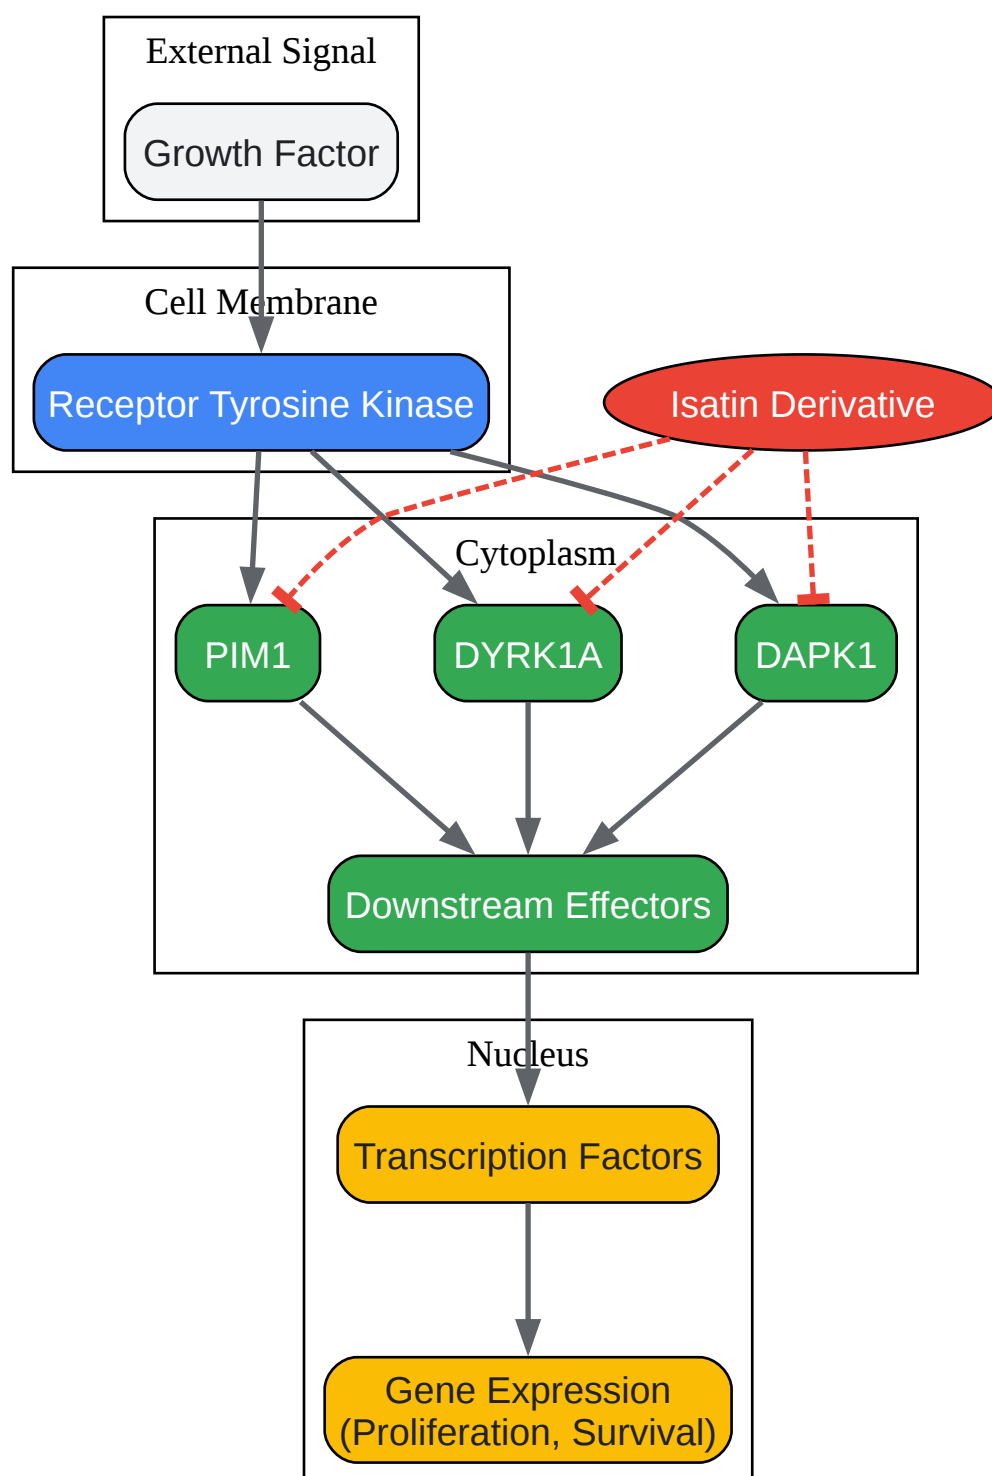 External Signal
Growth Factor
Cell Membrane
Receptor Tyrosine Kinase
Isatin Derivative
Cytoplasm
PIM1
DYRK1A
DAPK1
Downstream Effectors
Nucleus
Transcription Factors
Gene Expression
(Proliferation, Survival)